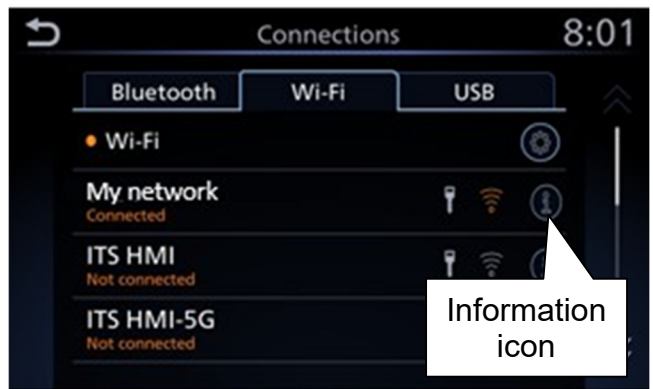 Connections 8:01
Bluetooth Wi-Fi USB
Wi-Fi
My network
Connected
ITS HMI
Not connected
ITS HMI-5G
Not connected
Information
icon